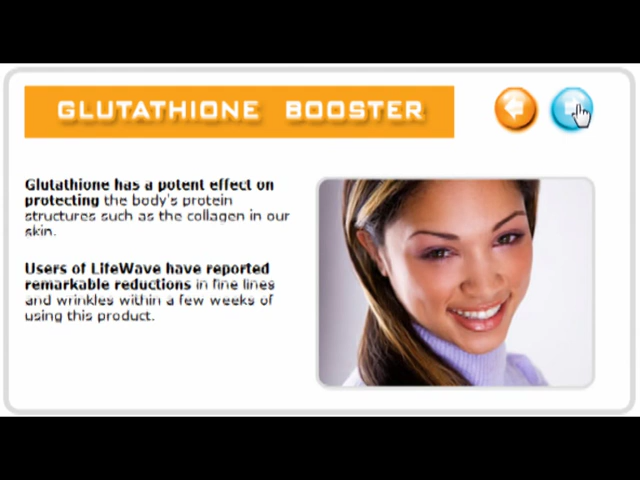 GLUTATHIONE BOOSTER
Glutathione has a potent effect on
protecting the body's protein
structures such as the collagen in our
skin.
Users of LifeWave have reported
remarkable reductions in fine lines
and wrinkles within a few weeks of
using this product.